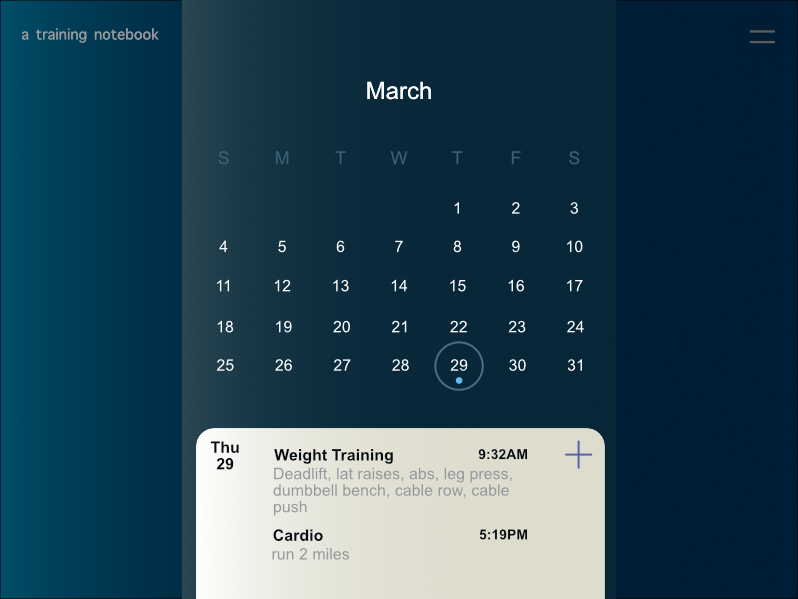 a training notebook
March
S M T W T F S
1 2 3
4 5 6 7 8 9 10
11 12 13 14 15 16 17
18 19 20 21 22 23 24
25 26 27 28 29 30 31
Thu
29
Weight Training 9:32AM
Deadlift, lat raises, abs, leg press,
dumbbell bench, cable row, cable
push
Cardio 5:19PM
run 2 miles